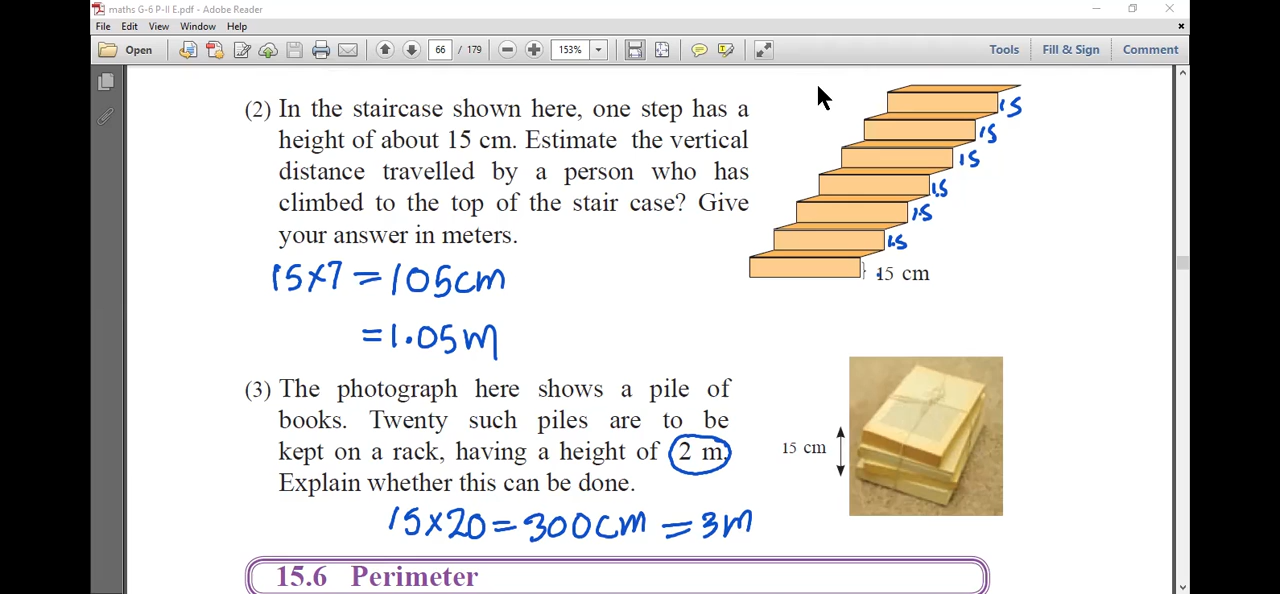 maths G-6 P-II E.pdf - Adobe Reader
File Edit View Window Help
Open 66 / 179 153% Tools Fill & Sign Comment
(2) In the staircase shown here, one step has a
height of about 15 cm. Estimate the vertical
distance travelled by a person who has
climbed to the top of the stair case? Give
your answer in meters.
15
15
15
15
15
15
15 cm
15×7 = 105cm
= 1.05m
(3) The photograph here shows a pile of
books. Twenty such piles are to be
kept on a rack, having a height of 2 m.
Explain whether this can be done.
15 cm
15×20 = 300cm = 3m
15.6 Perimeter